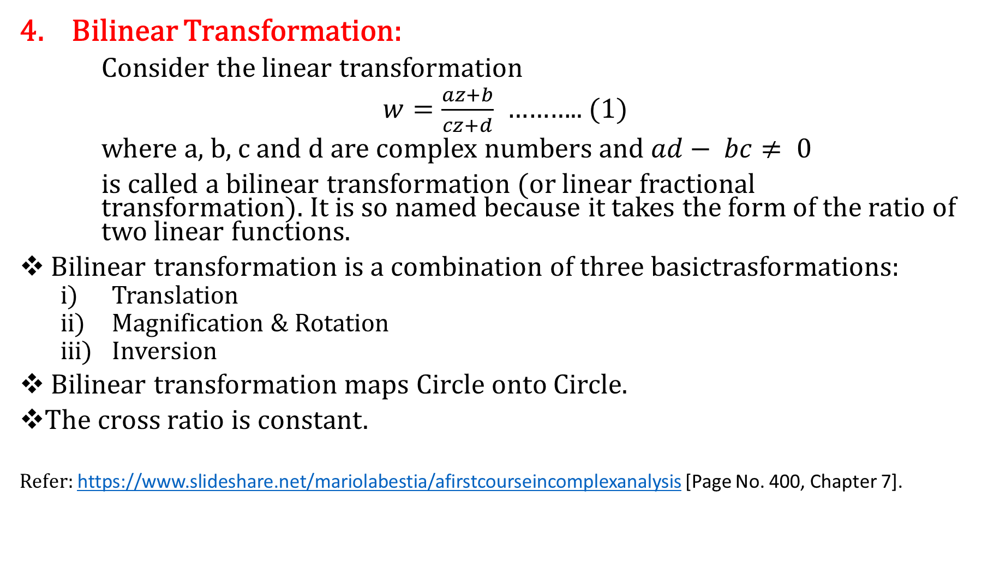 4. Bilinear Transformation:
Consider the linear transformation
w = \frac{az+b}{cz+d} ……….. (1)
where a, b, c and d are complex numbers and ad − bc ≠ 0
is called a bilinear transformation (or linear fractional
transformation). It is so named because it takes the form of the ratio of
two linear functions.
❖ Bilinear transformation is a combination of three basictrasformations:
i) Translation
ii) Magnification & Rotation
iii) Inversion
❖ Bilinear transformation maps Circle onto Circle.
❖The cross ratio is constant.
Refer: https://www.slideshare.net/mariolabestia/afirstcourseincomplexanalysis [Page No. 400, Chapter 7].